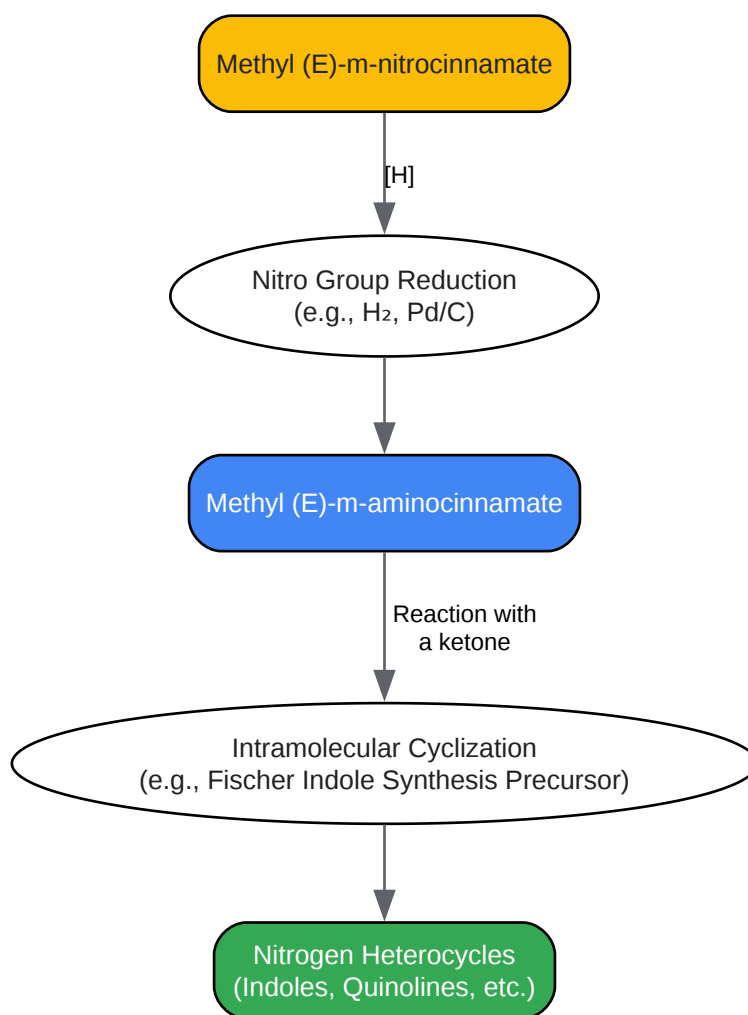 Methyl (E)-m-nitrocinnamate
[H]
Nitro Group Reduction
(e.g., H₂, Pd/C)
Methyl (E)-m-aminocinnamate
Reaction with
a ketone
Intramolecular Cyclization
(e.g., Fischer Indole Synthesis Precursor)
Nitrogen Heterocycles
(Indoles, Quinolines, etc.)